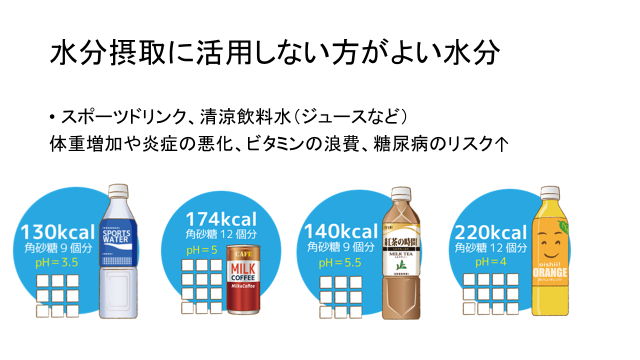 水分摂取に活用しない方がよい水分
• スポーツドリンク、清涼飲料水（ジュースなど）
体重増加や炎症の悪化、ビタミンの浪費、糖尿病のリスク↑
130kcal
角砂糖9個分
pH＝3.5
SPORTS
WATER
174kcal
角砂糖12個分
pH＝5
CAFE
MILK
COFFEE
MilkCoffee
140kcal
角砂糖9個分
pH＝5.5
紅茶の時間
MILK TEA
220kcal
角砂糖12個分
pH＝4
oishii!
ORANGE